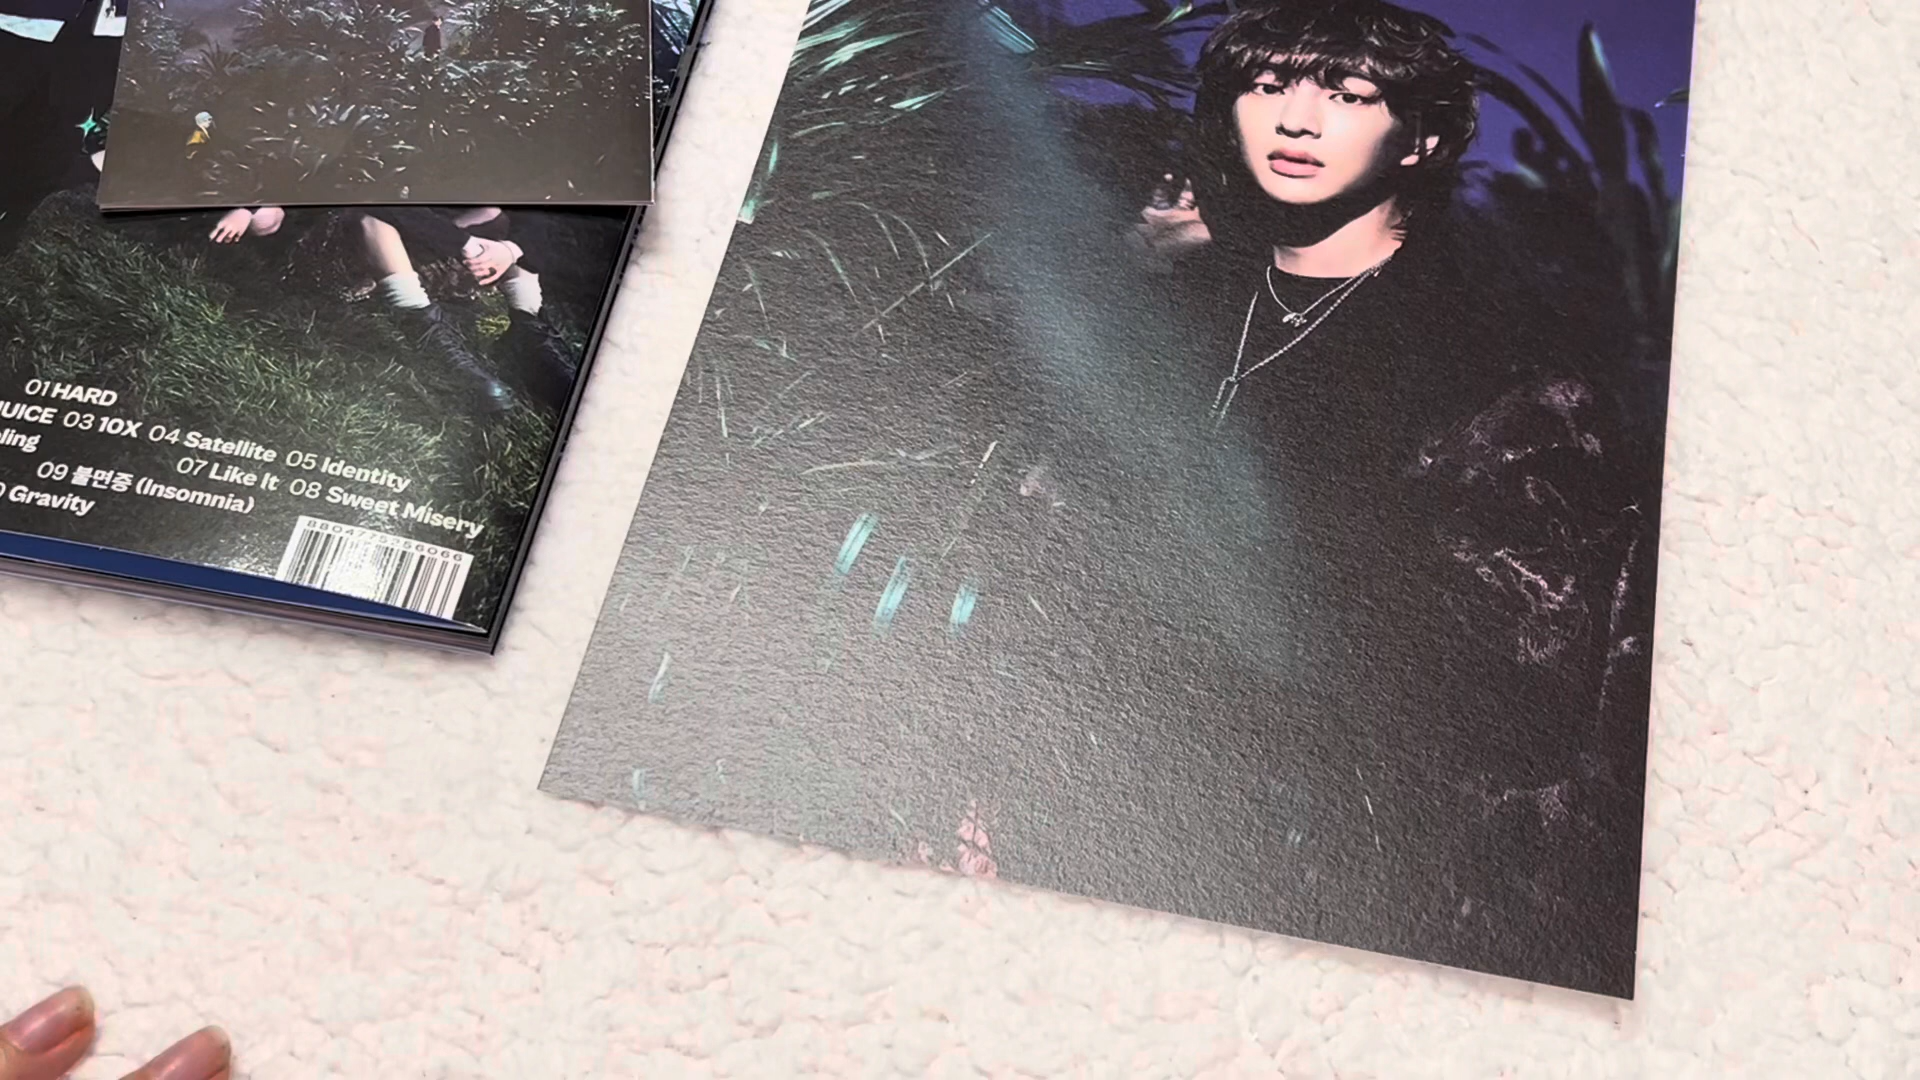 01 HARD
JUICE 03 10X 04 Satellite 05 Identity
ling 07 Like It 08 Sweet Misery
09 불면증 (Insomnia)
0 Gravity